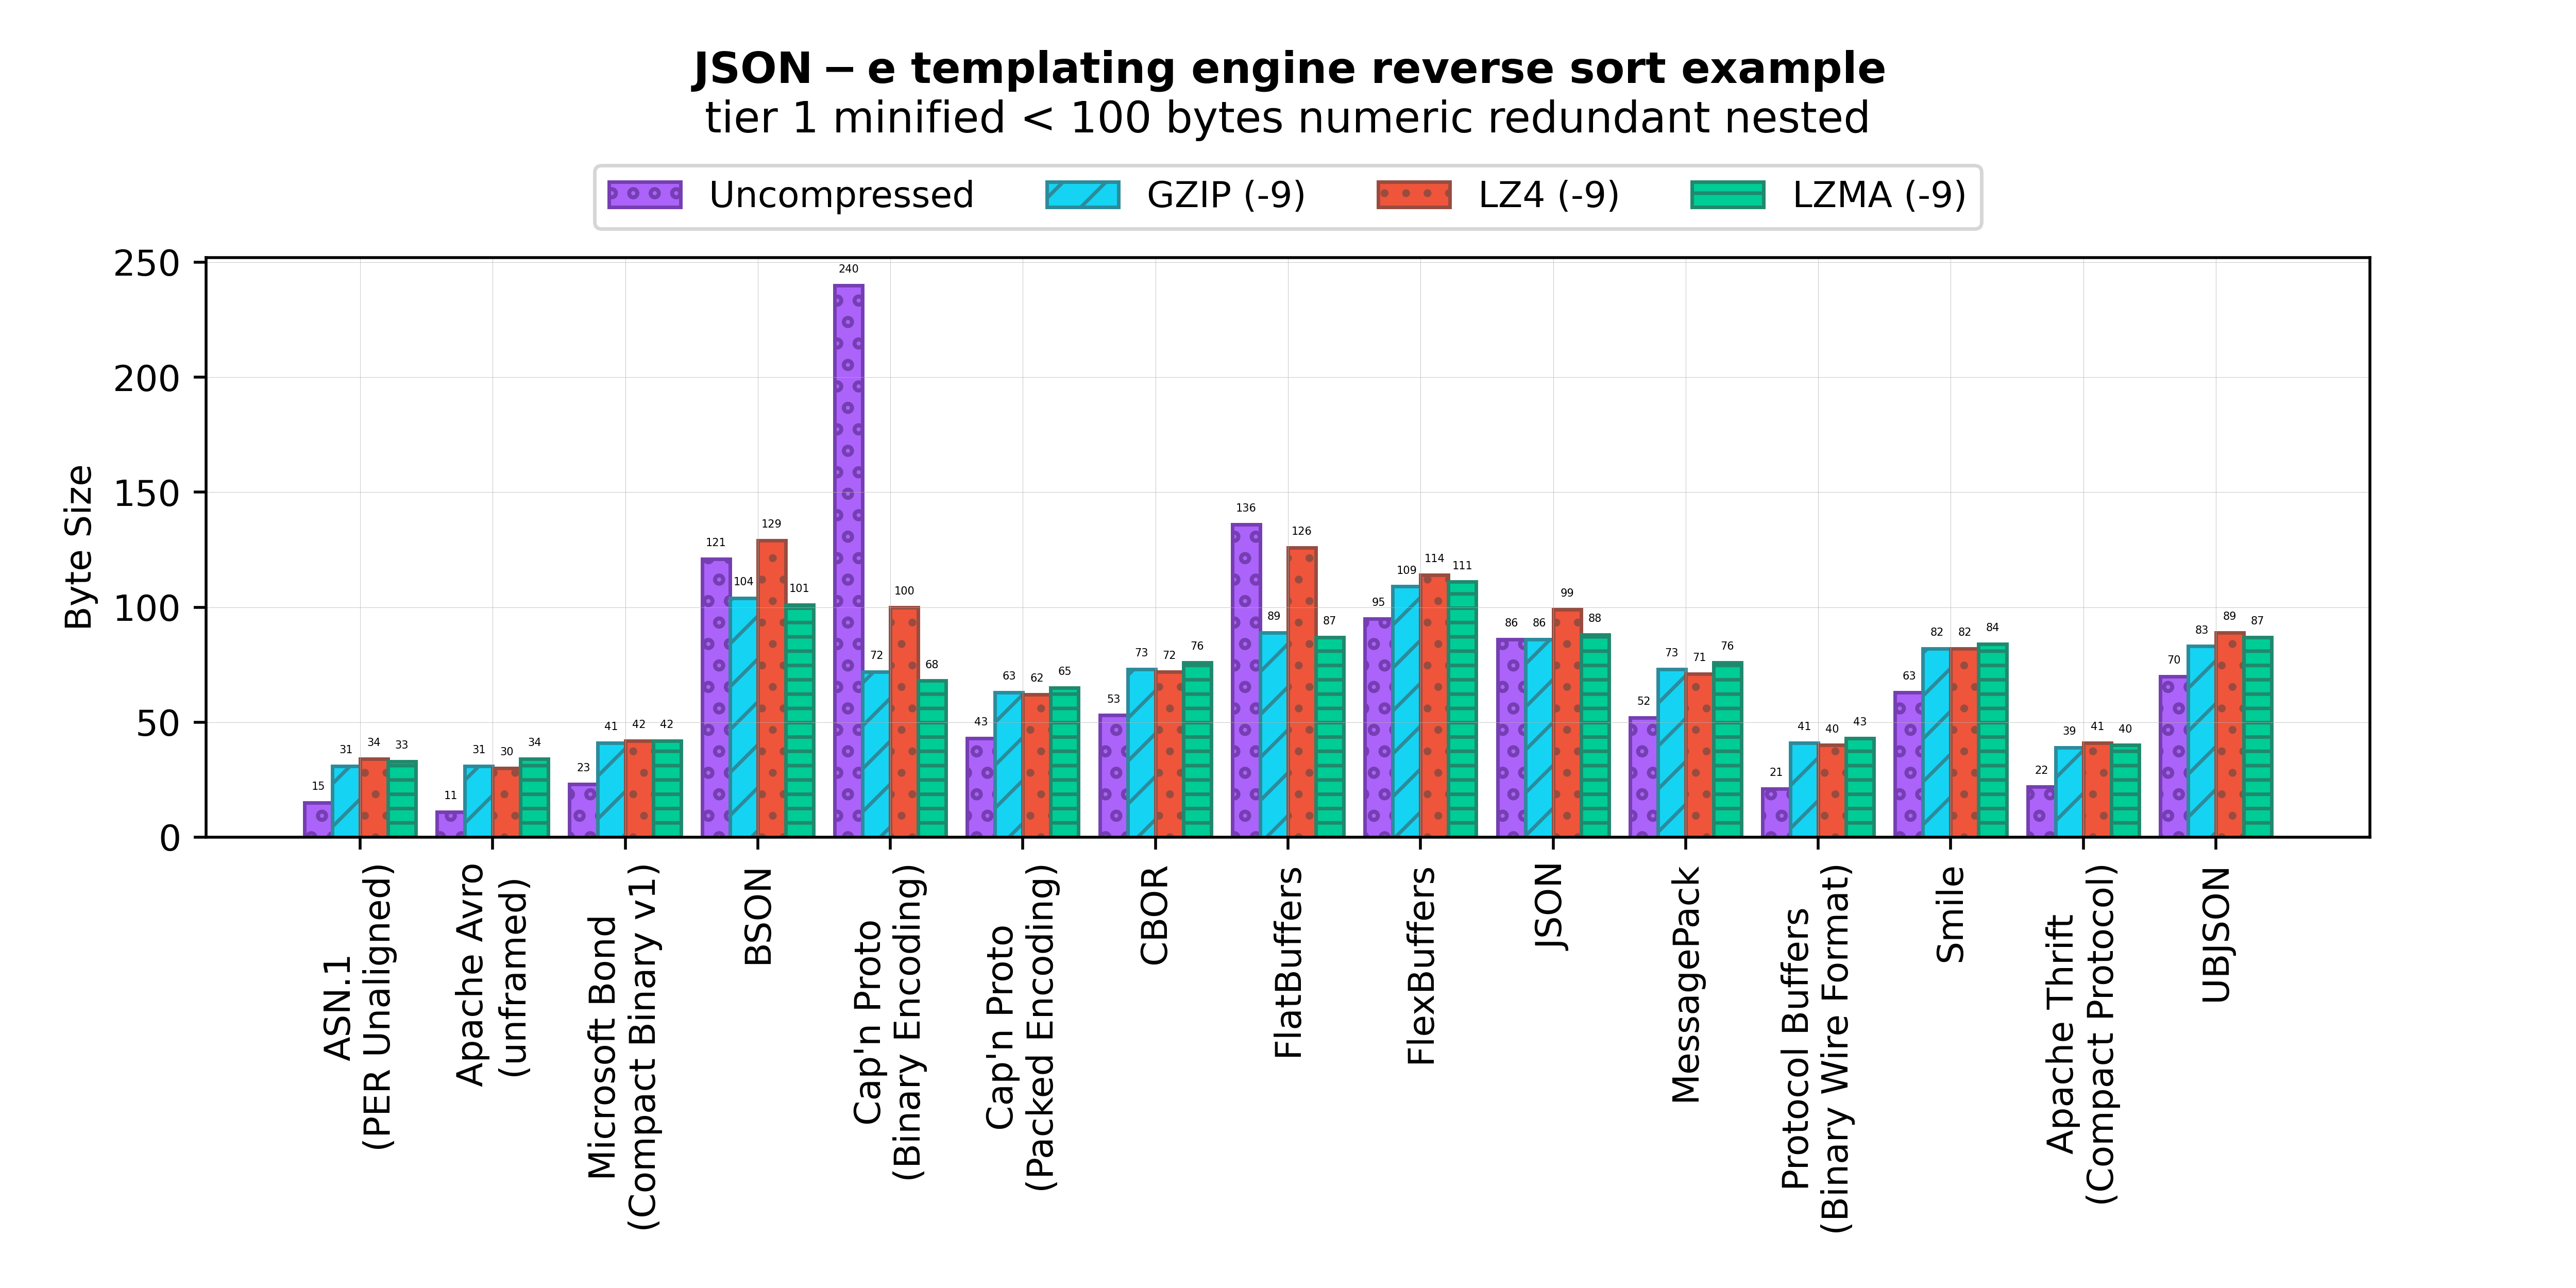 JSON – e templating engine reverse sort example
tier 1 minified < 100 bytes numeric redundant nested
Uncompressed
GZIP (-9)
LZ4 (-9)
LZMA (-9)
Byte Size
250
200
150
100
50
0
15
31
34
33
11
31
30
34
23
41
42
42
121
104
129
101
240
72
100
68
43
63
62
65
53
73
72
76
136
89
126
87
95
109
114
111
86
86
99
88
52
73
71
76
21
41
40
43
63
82
82
84
22
39
41
40
70
83
89
87
ASN.1
(PER Unaligned)
Apache Avro
(unframed)
Microsoft Bond
(Compact Binary v1)
BSON
Cap'n Proto
(Binary Encoding)
Cap'n Proto
(Packed Encoding)
CBOR
FlatBuffers
FlexBuffers
JSON
MessagePack
Protocol Buffers
(Binary Wire Format)
Smile
Apache Thrift
(Compact Protocol)
UBJSON